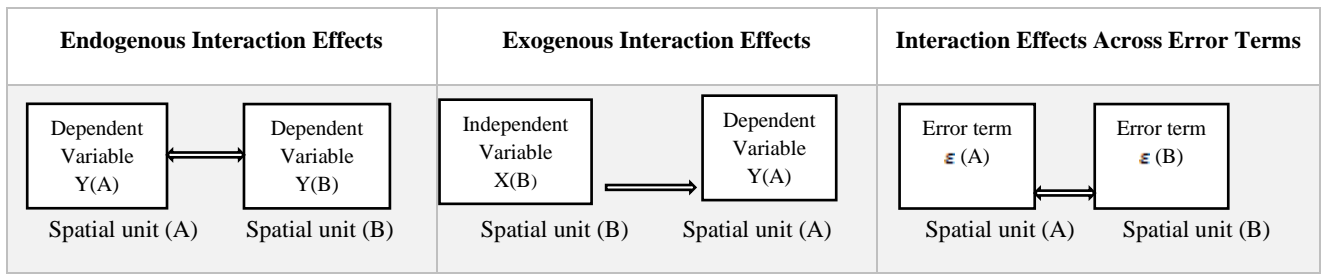 Endogenous Interaction Effects
Exogenous Interaction Effects
Interaction Effects Across Error Terms
Dependent
Variable
Y(A)
Dependent
Variable
Y(B)
Spatial unit (A)
Spatial unit (B)
Independent
Variable
X(B)
Dependent
Variable
Y(A)
Spatial unit (B)
Spatial unit (A)
Error term
ε (A)
Error term
ε (B)
Spatial unit (A)
Spatial unit (B)